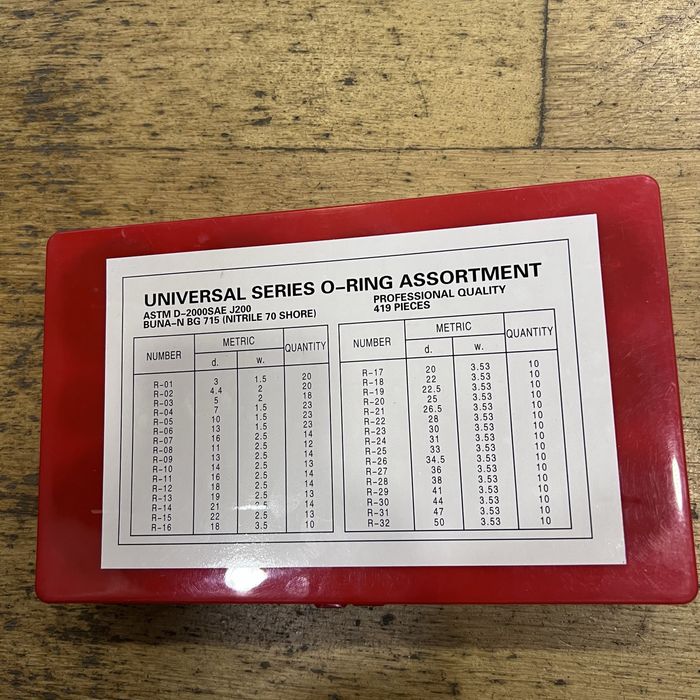 UNIVERSAL SERIES O-RING ASSORTMENT
ASTM D-2000SAE J200 PROFESSIONAL QUALITY
BUNA-N BG 715 (NITRILE 70 SHORE) 419 PIECES
NUMBER METRIC QUANTITY
d. w.
R-01 3 1.5 20
R-02 4.4 2 20
R-03 5 2 18
R-04 7 1.5 23
R-05 10 1.5 23
R-06 13 1.5 23
R-07 16 2.5 14
R-08 11 2.5 12
R-09 13 2.5 14
R-10 14 2.5 13
R-11 16 2.5 14
R-12 18 2.5 14
R-13 19 2.5 13
R-14 21 2.5 14
R-15 22 2.5 13
R-16 18 3.5 10
NUMBER METRIC QUANTITY
d. w.
R-17 20 3.53 10
R-18 22 3.53 10
R-19 22.5 3.53 10
R-20 25 3.53 10
R-21 26.5 3.53 10
R-22 28 3.53 10
R-23 30 3.53 10
R-24 31 3.53 10
R-25 33 3.53 10
R-26 34.5 3.53 10
R-27 36 3.53 10
R-28 38 3.53 10
R-29 41 3.53 10
R-30 44 3.53 10
R-31 47 3.53 10
R-32 50 3.53 10